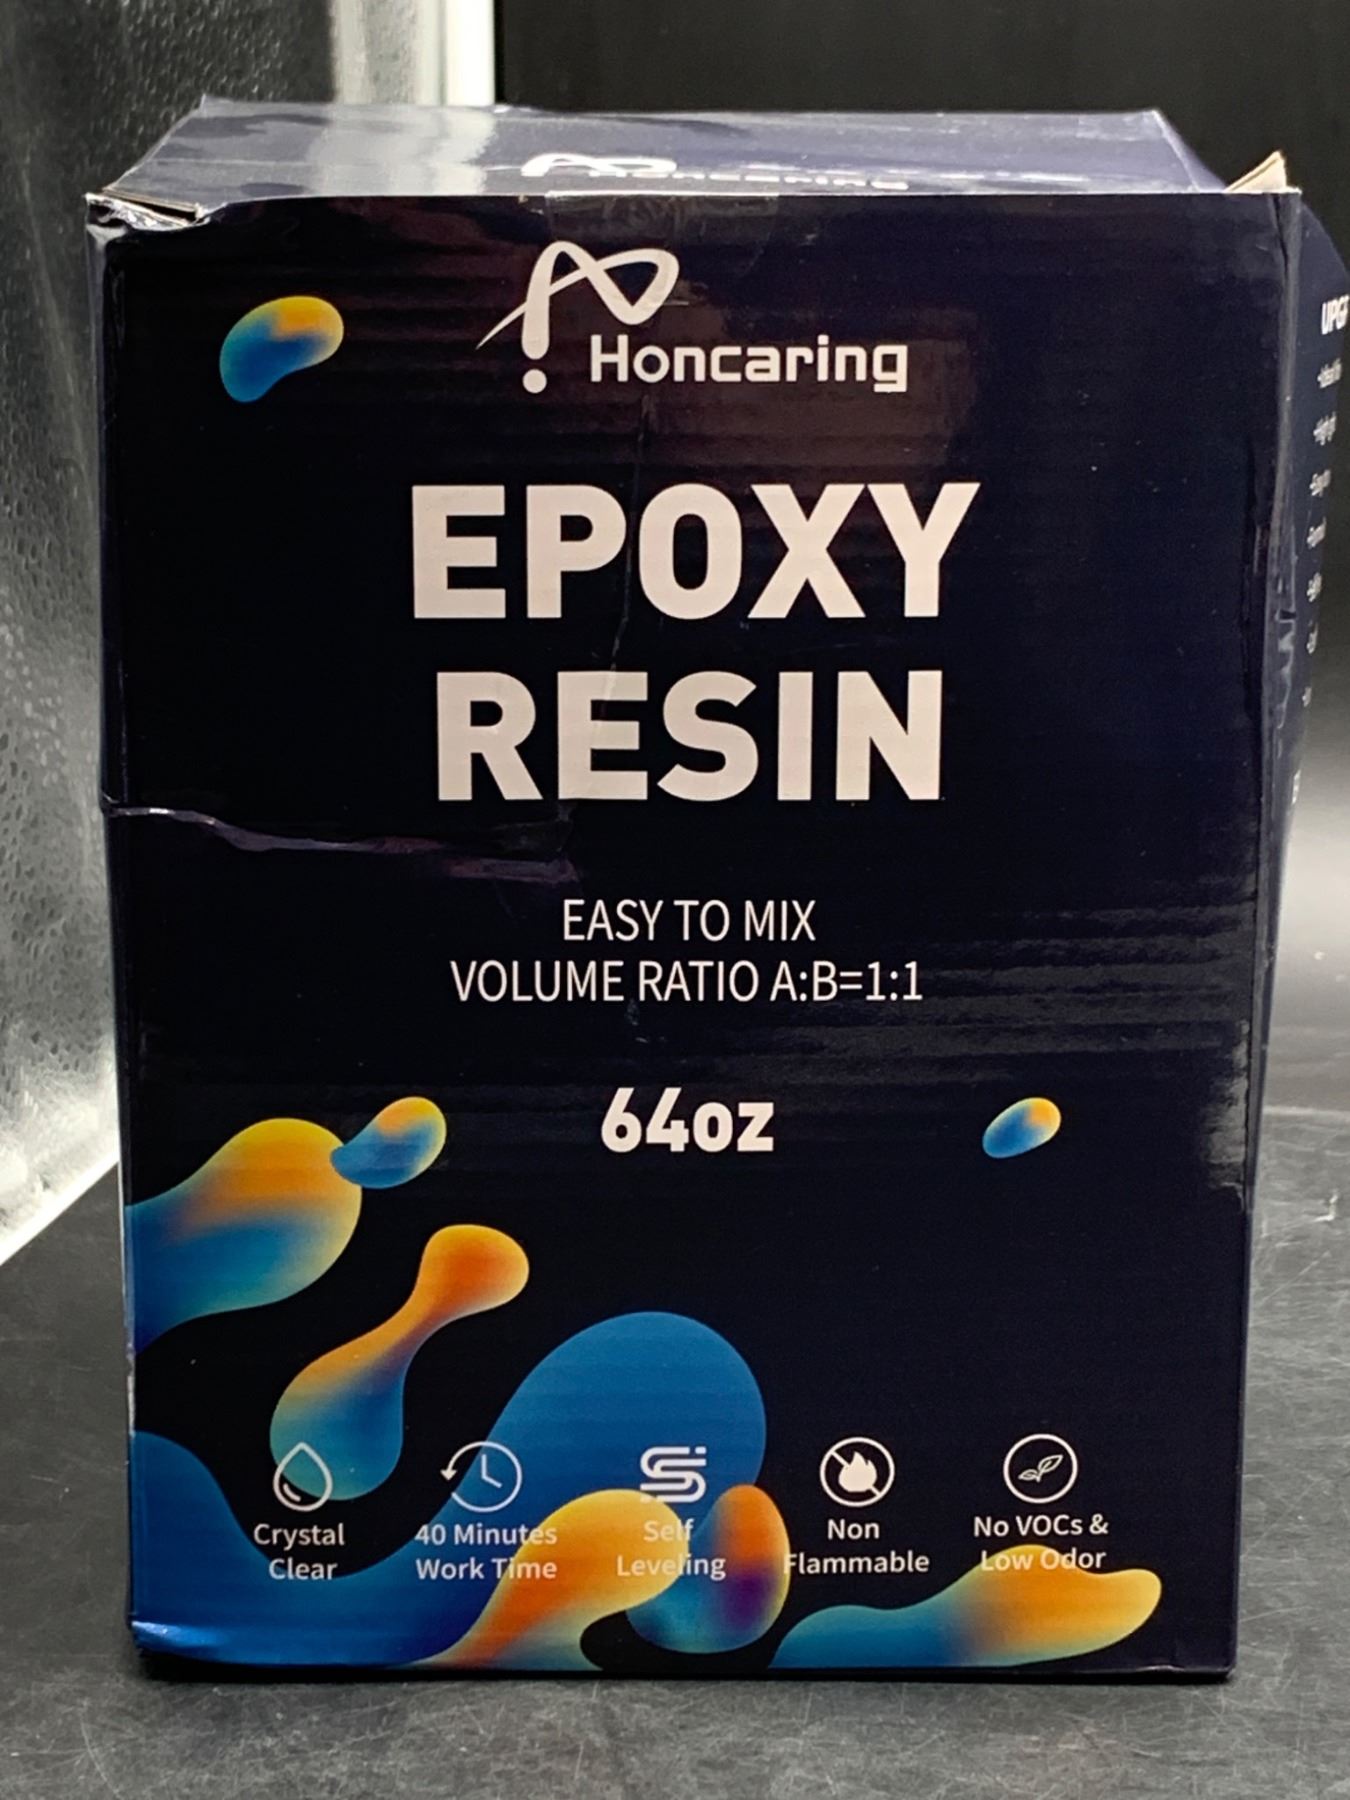 Honcaring
Honcaring
EPOXY
RESIN
EASY TO MIX
VOLUME RATIO A:B=1:1
64oz
Crystal
Clear
40 Minutes
Work Time
Self
Leveling
Non
Flammable
No VOCs &
Low Odor